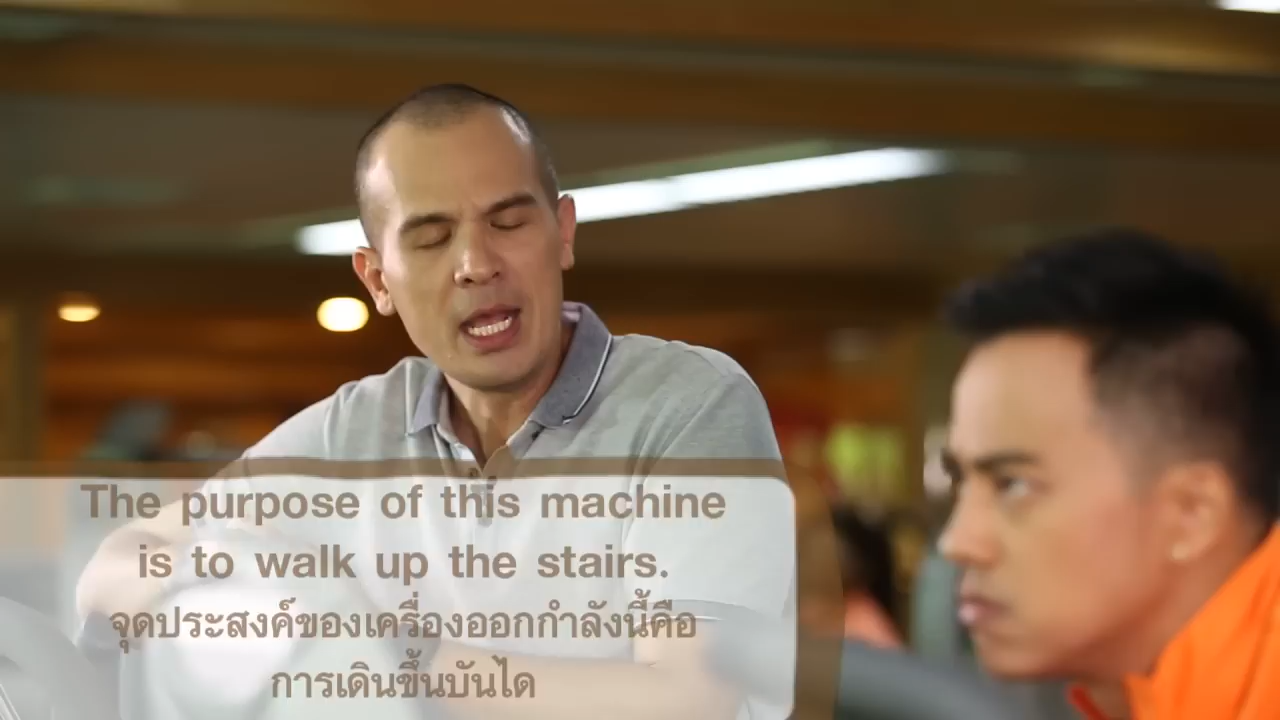 The purpose of this machine
is to walk up the stairs.
จุดประสงค์ของเครื่องออกกำลังนี้คือ
การเดินขึ้นบันได